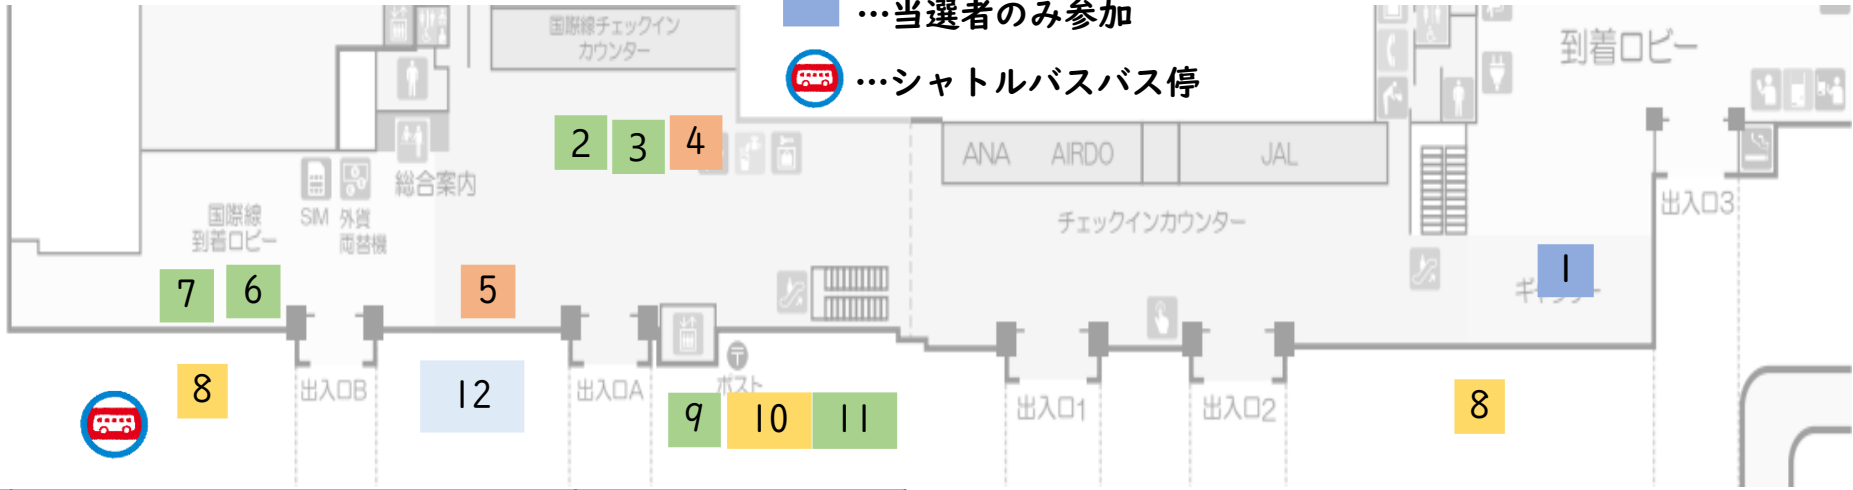 …当選者のみ参加
…シャトルバスバス停
国際線チェックイン
カウンター
到着ロビー
2
3
4
ANA
AIRDO
JAL
総合案内
SIM
外貨
両替機
国際線
到着ロビー
チェックインカウンター
出入口3
7
6
5
1
8
出入口B
12
出入口A
ポスト
9
10
11
出入口1
出入口2
8